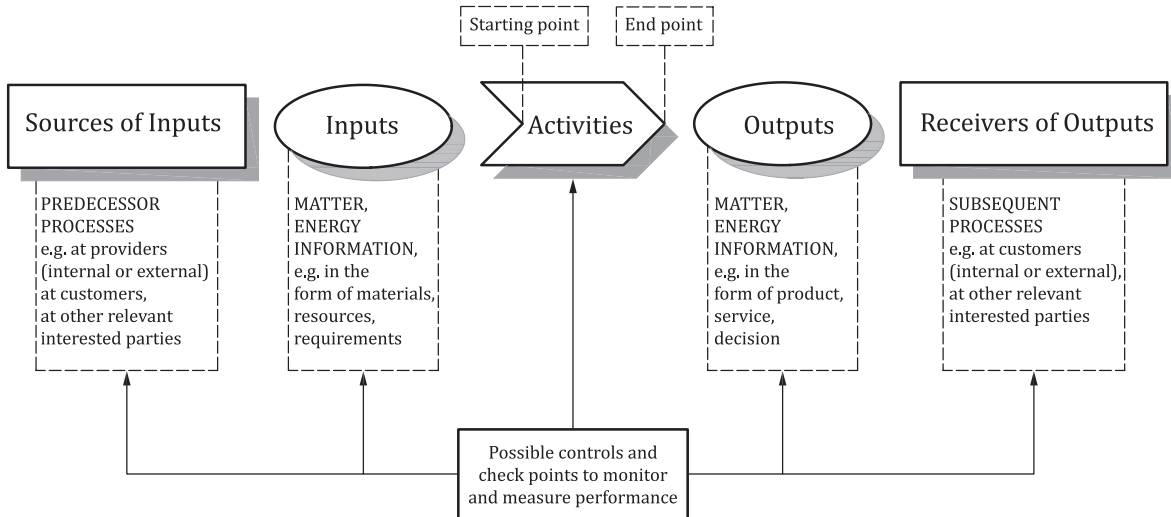 Starting point
End point
Sources of Inputs
Inputs
Activities
Outputs
Receivers of Outputs
PREDECESSOR
PROCESSES
e.g. at providers
(internal or external)
at customers,
at other relevant
interested parties
MATTER,
ENERGY
INFORMATION,
e.g. in the
form of materials,
resources,
requirements
MATTER,
ENERGY
INFORMATION,
e.g. in the
form of product,
service,
decision
SUBSEQUENT
PROCESSES
e.g. at customers
(internal or external),
at other relevant
interested parties
Possible controls and
check points to monitor
and measure performance